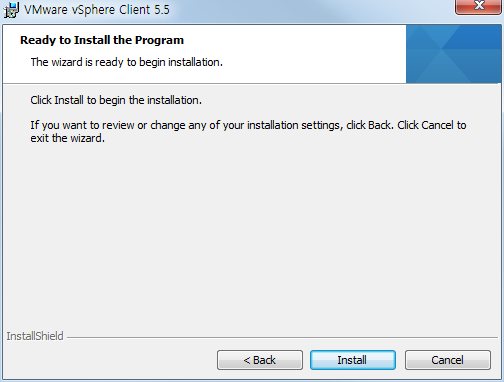 VMware vSphere Client 5.5
Ready to Install the Program
The wizard is ready to begin installation.
Click Install to begin the installation.
If you want to review or change any of your installation settings, click Back. Click Cancel to
exit the wizard.
InstallShield
< Back
Install
Cancel